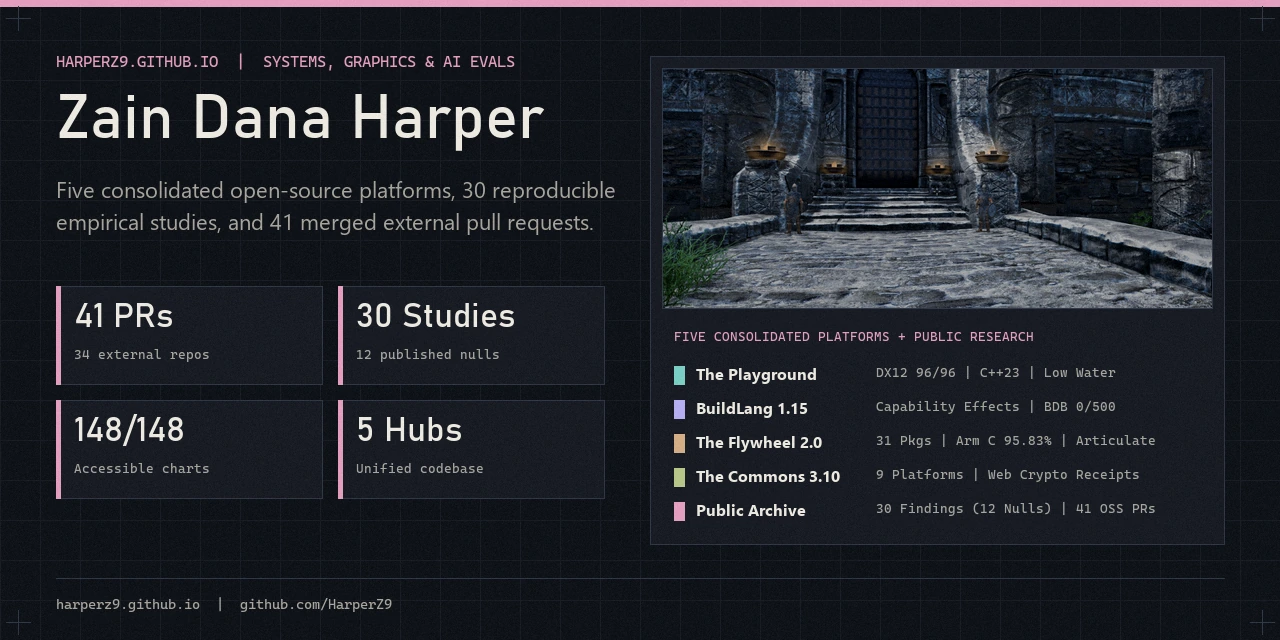 HARPERZ9.GITHUB.IO | SYSTEMS, GRAPHICS & AI EVALS
Zain Dana Harper
Five consolidated open-source platforms, 30 reproducible
empirical studies, and 41 merged external pull requests.
41 PRs
34 external repos
30 Studies
12 published nulls
148/148
Accessible charts
5 Hubs
Unified codebase
FIVE CONSOLIDATED PLATFORMS + PUBLIC RESEARCH
The Playground DX12 96/96 | C++23 | Low Water
BuildLang 1.15 Capability Effects | BDB 0/500
The Flywheel 2.0 31 Pkgs | Arm C 95.83% | Articulate
The Commons 3.10 9 Platforms | Web Crypto Receipts
Public Archive 30 Findings (12 Nulls) | 41 OSS PRs
harperz9.github.io | github.com/HarperZ9